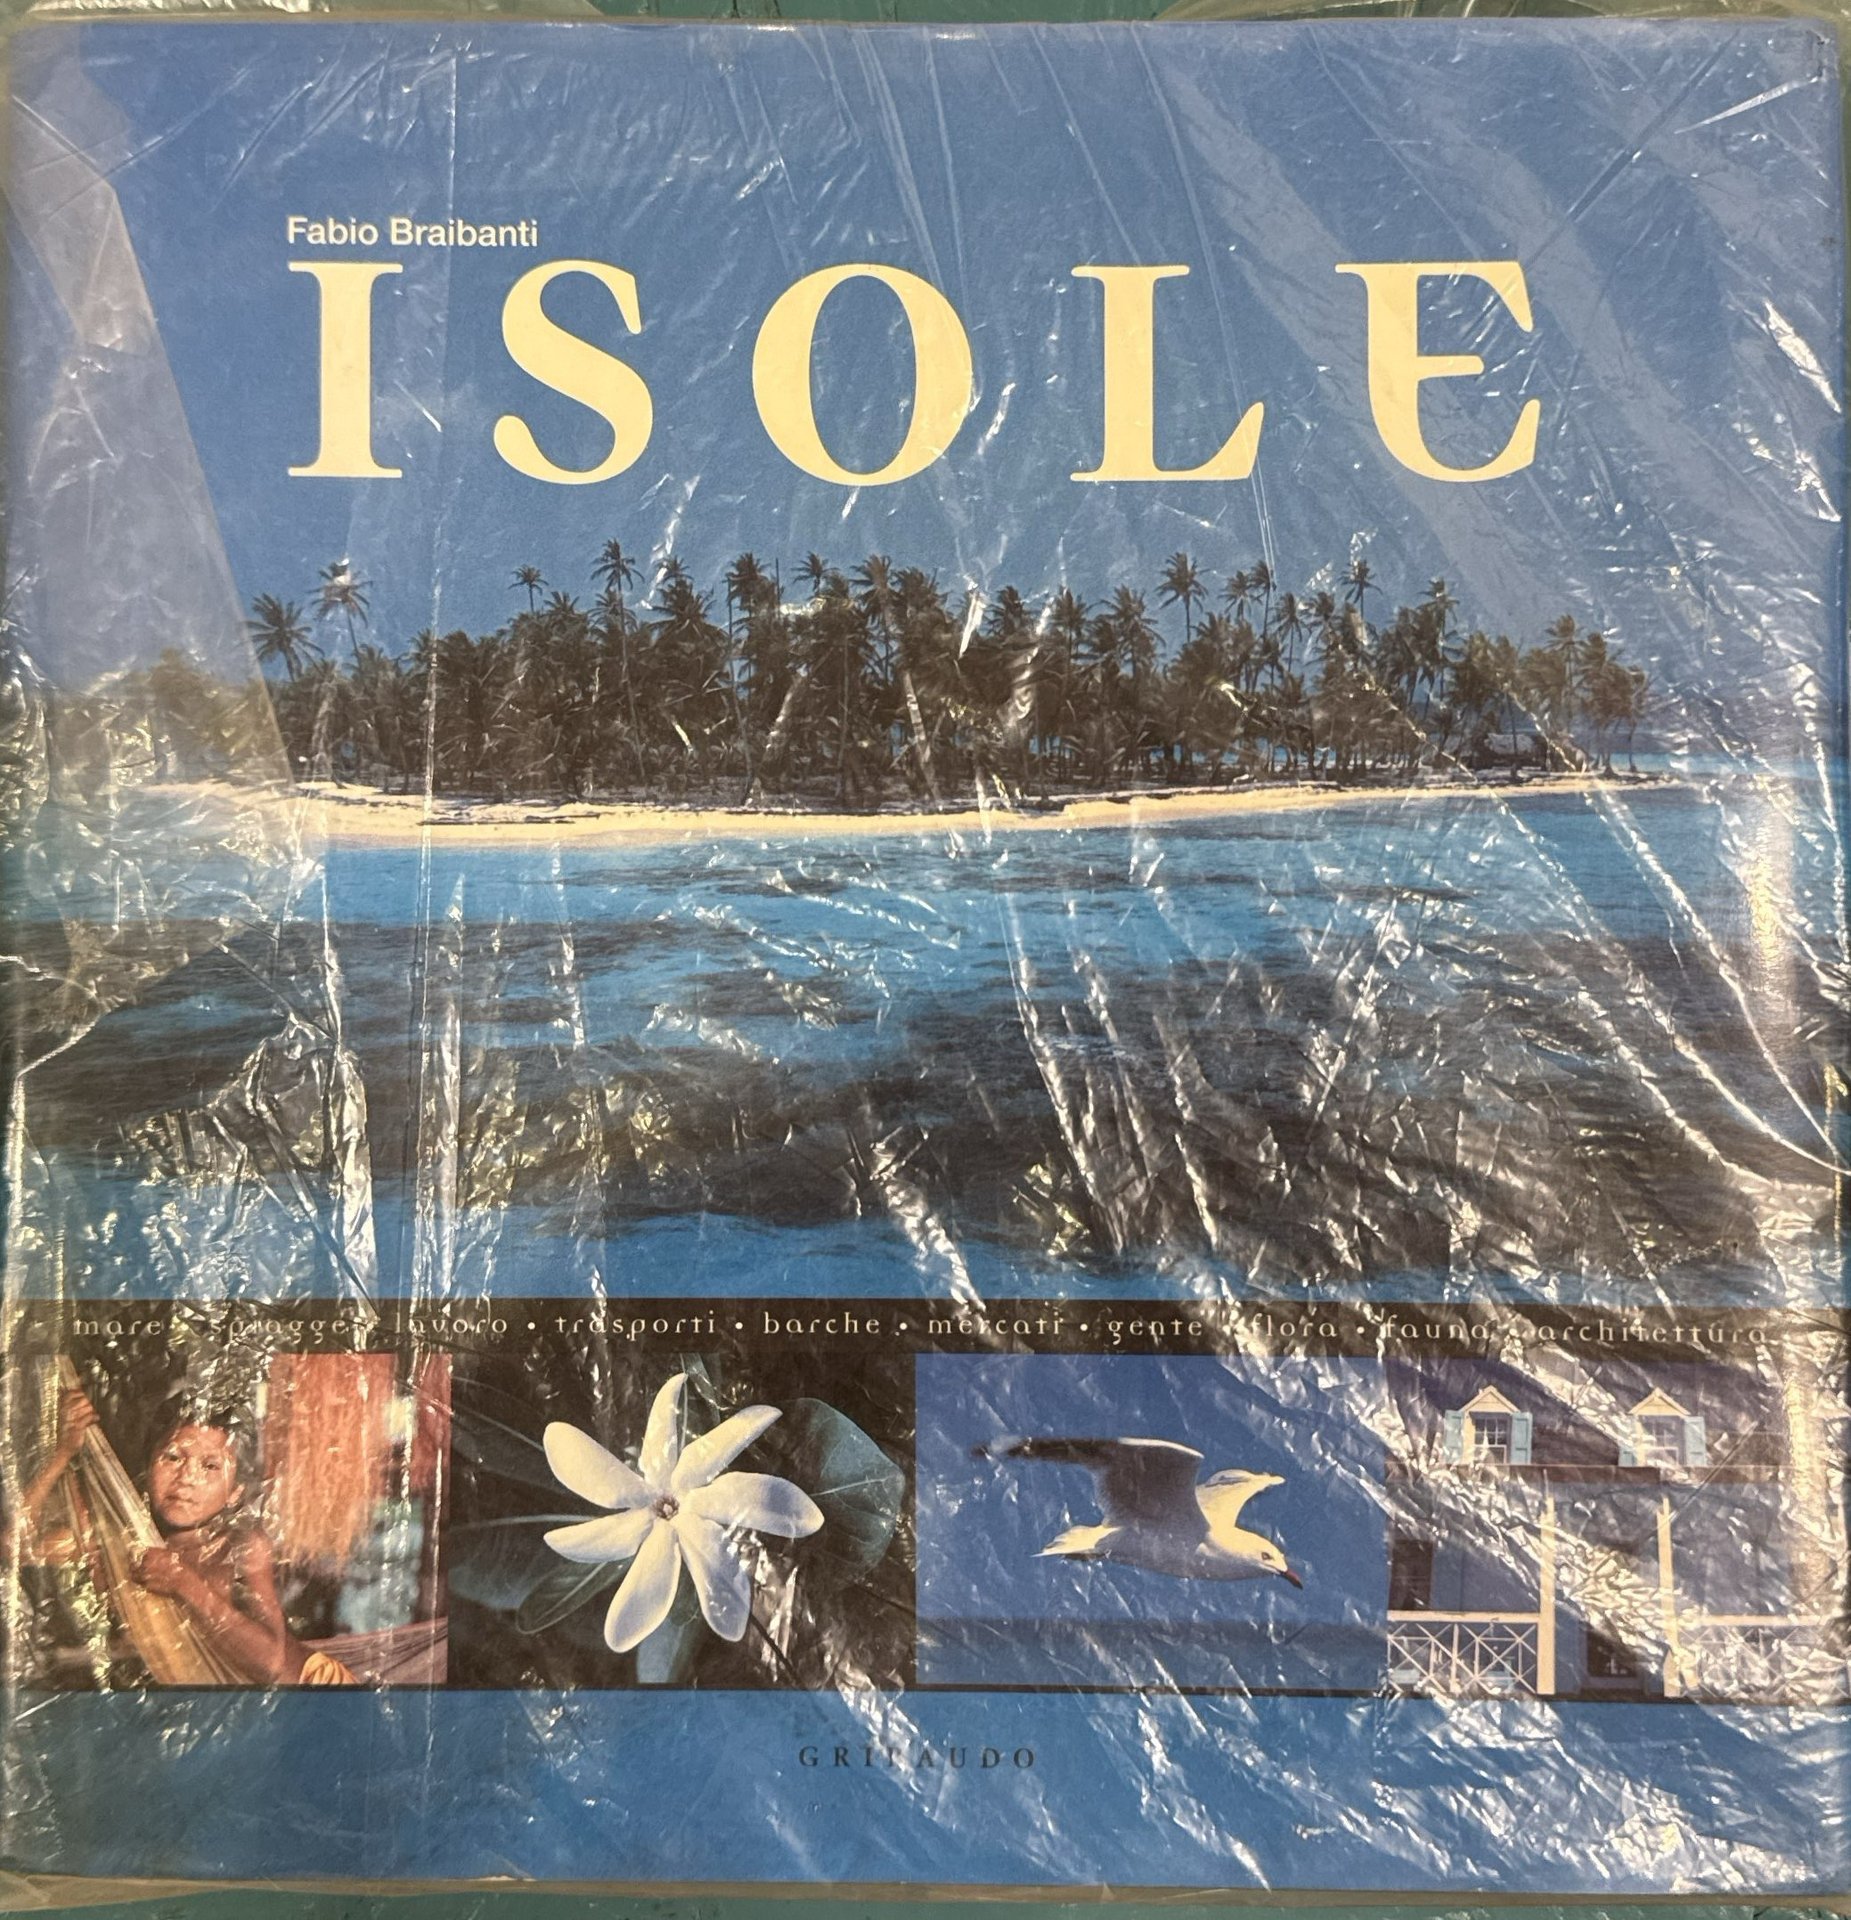 Fabio Braibanti
ISOLE
mare • spiagge • lavoro • trasporti • barche • mercati • gente • flora • fauna • architettura
GRIBAUDO